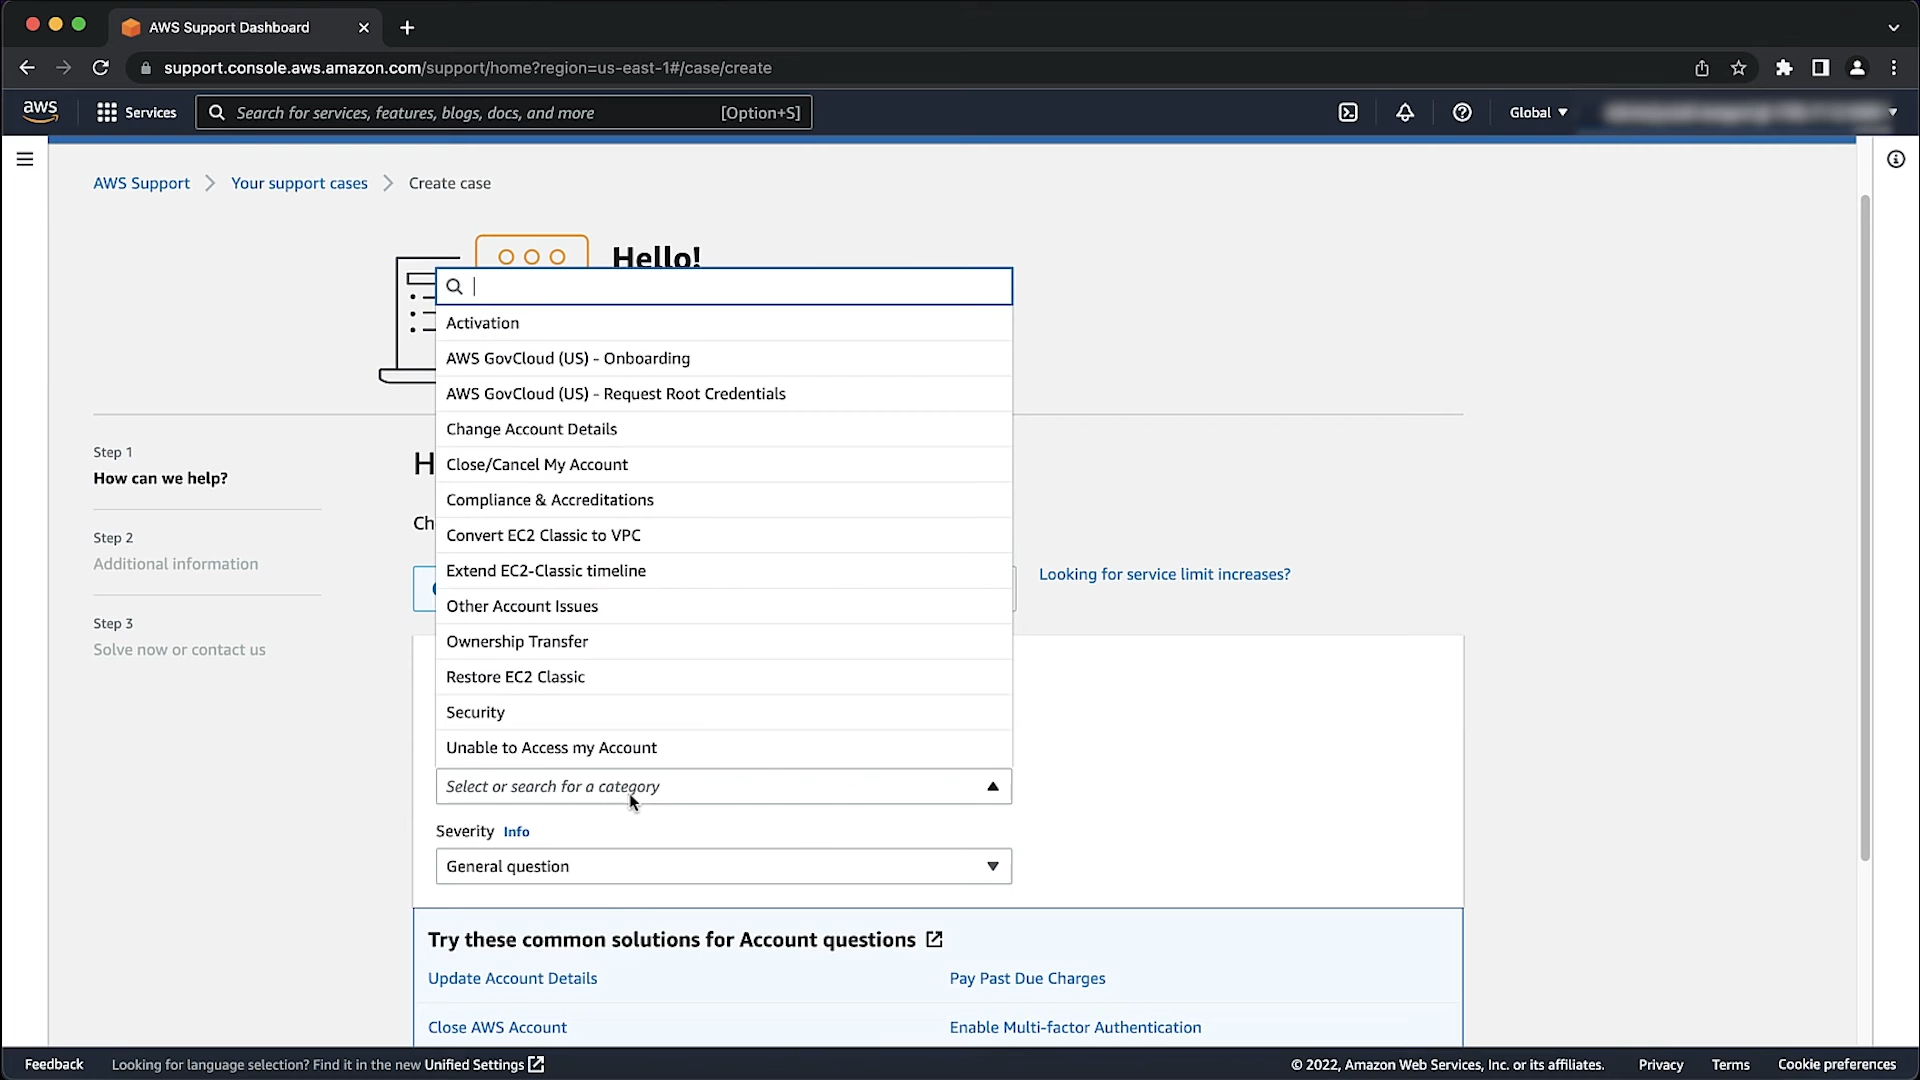 AWS Support Dashboard
support.console.aws.amazon.com/support/home?region=us-east-1#/case/create
aws
Services
Search for services, features, blogs, docs, and more
[Option+S]
Global
AWS Support
Your support cases
Create case
Hello!
Activation
AWS GovCloud (US) - Onboarding
AWS GovCloud (US) - Request Root Credentials
Change Account Details
Step 1
How can we help?
H
Close/Cancel My Account
Compliance & Accreditations
Ch
Convert EC2 Classic to VPC
Step 2
Additional information
Extend EC2-Classic timeline
Looking for service limit increases?
Other Account Issues
Step 3
Solve now or contact us
Ownership Transfer
Restore EC2 Classic
Security
Unable to Access my Account
Select or search for a category
Severity Info
General question
Try these common solutions for Account questions
Update Account Details
Pay Past Due Charges
Close AWS Account
Enable Multi-factor Authentication
Feedback
Looking for language selection? Find it in the new Unified Settings
© 2022, Amazon Web Services, Inc. or its affiliates.
Privacy
Terms
Cookie preferences